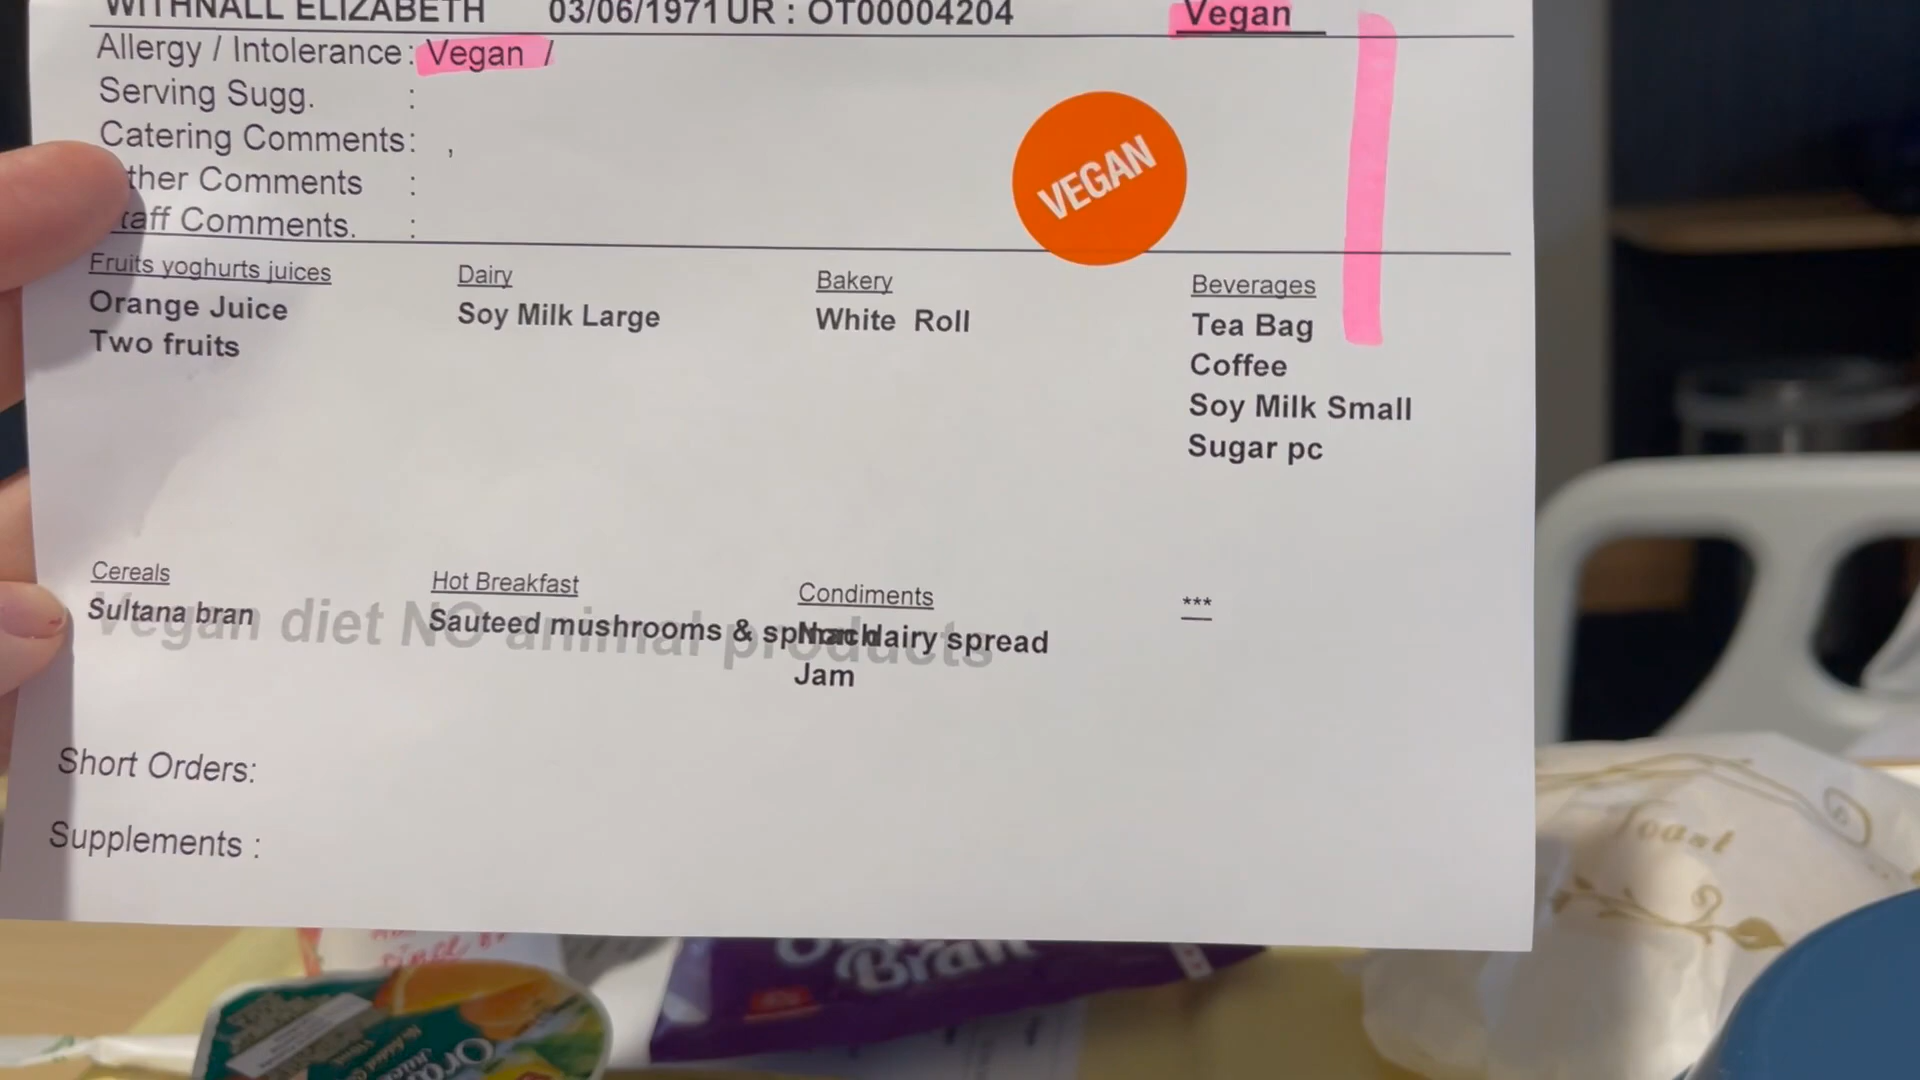 WITHNALL ELIZABETH 03/06/1971 UR : OT00004204 Vegan
Allergy / Intolerance: Vegan /
Serving Sugg. :
Catering Comments: ,
ther Comments :
taff Comments. :
VEGAN
Fruits yoghurts juices
Orange Juice
Two fruits
Dairy
Soy Milk Large
Bakery
White Roll
Beverages
Tea Bag
Coffee
Soy Milk Small
Sugar pc
Cereals
Sultana bran
Hot Breakfast
Sauteed mushrooms & spinach
Condiments
Non dairy spread
Jam
***
Vegan diet NO animal products
Short Orders:
Supplements :
Toast
Bran